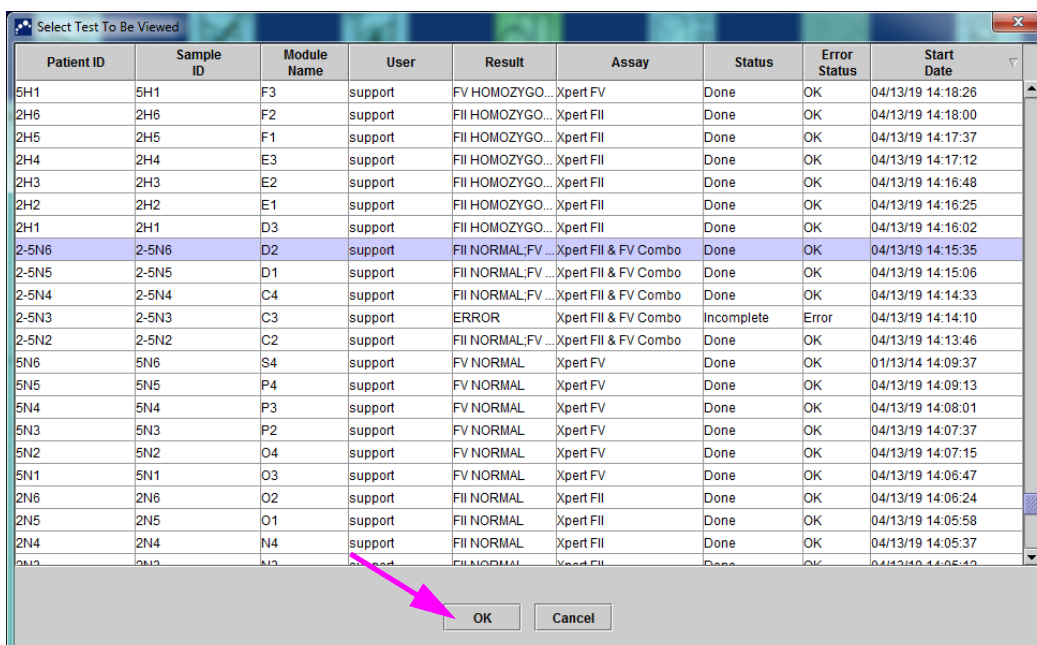 Select Test To Be Viewed
Patient ID Sample ID Module Name User Result Assay Status Error Status Start Date
5H1 5H1 F3 support FV HOMOZYGO... Xpert FV Done OK 04/13/19 14:18:26
2H6 2H6 F2 support FII HOMOZYGO... Xpert FII Done OK 04/13/19 14:18:00
2H5 2H5 F1 support FII HOMOZYGO... Xpert FII Done OK 04/13/19 14:17:37
2H4 2H4 E3 support FII HOMOZYGO... Xpert FII Done OK 04/13/19 14:17:12
2H3 2H3 E2 support FII HOMOZYGO... Xpert FII Done OK 04/13/19 14:16:48
2H2 2H2 E1 support FII HOMOZYGO... Xpert FII Done OK 04/13/19 14:16:25
2H1 2H1 D3 support FII HOMOZYGO... Xpert FII Done OK 04/13/19 14:16:02
2-5N6 2-5N6 D2 support FII NORMAL;FV ... Xpert FII & FV Combo Done OK 04/13/19 14:15:35
2-5N5 2-5N5 D1 support FII NORMAL;FV ... Xpert FII & FV Combo Done OK 04/13/19 14:15:06
2-5N4 2-5N4 C4 support FII NORMAL;FV ... Xpert FII & FV Combo Done OK 04/13/19 14:14:33
2-5N3 2-5N3 C3 support ERROR Xpert FII & FV Combo Incomplete Error 04/13/19 14:14:10
2-5N2 2-5N2 C2 support FII NORMAL;FV ... Xpert FII & FV Combo Done OK 04/13/19 14:13:46
5N6 5N6 S4 support FV NORMAL Xpert FV Done OK 01/13/14 14:09:37
5N5 5N5 P4 support FV NORMAL Xpert FV Done OK 04/13/19 14:09:13
5N4 5N4 P3 support FV NORMAL Xpert FV Done OK 04/13/19 14:08:01
5N3 5N3 P2 support FV NORMAL Xpert FV Done OK 04/13/19 14:07:37
5N2 5N2 O4 support FV NORMAL Xpert FV Done OK 04/13/19 14:07:15
5N1 5N1 O3 support FV NORMAL Xpert FV Done OK 04/13/19 14:06:47
2N6 2N6 O2 support FII NORMAL Xpert FII Done OK 04/13/19 14:06:24
2N5 2N5 O1 support FII NORMAL Xpert FII Done OK 04/13/19 14:05:58
2N4 2N4 N4 support FII NORMAL Xpert FII Done OK 04/13/19 14:05:37
OK Cancel